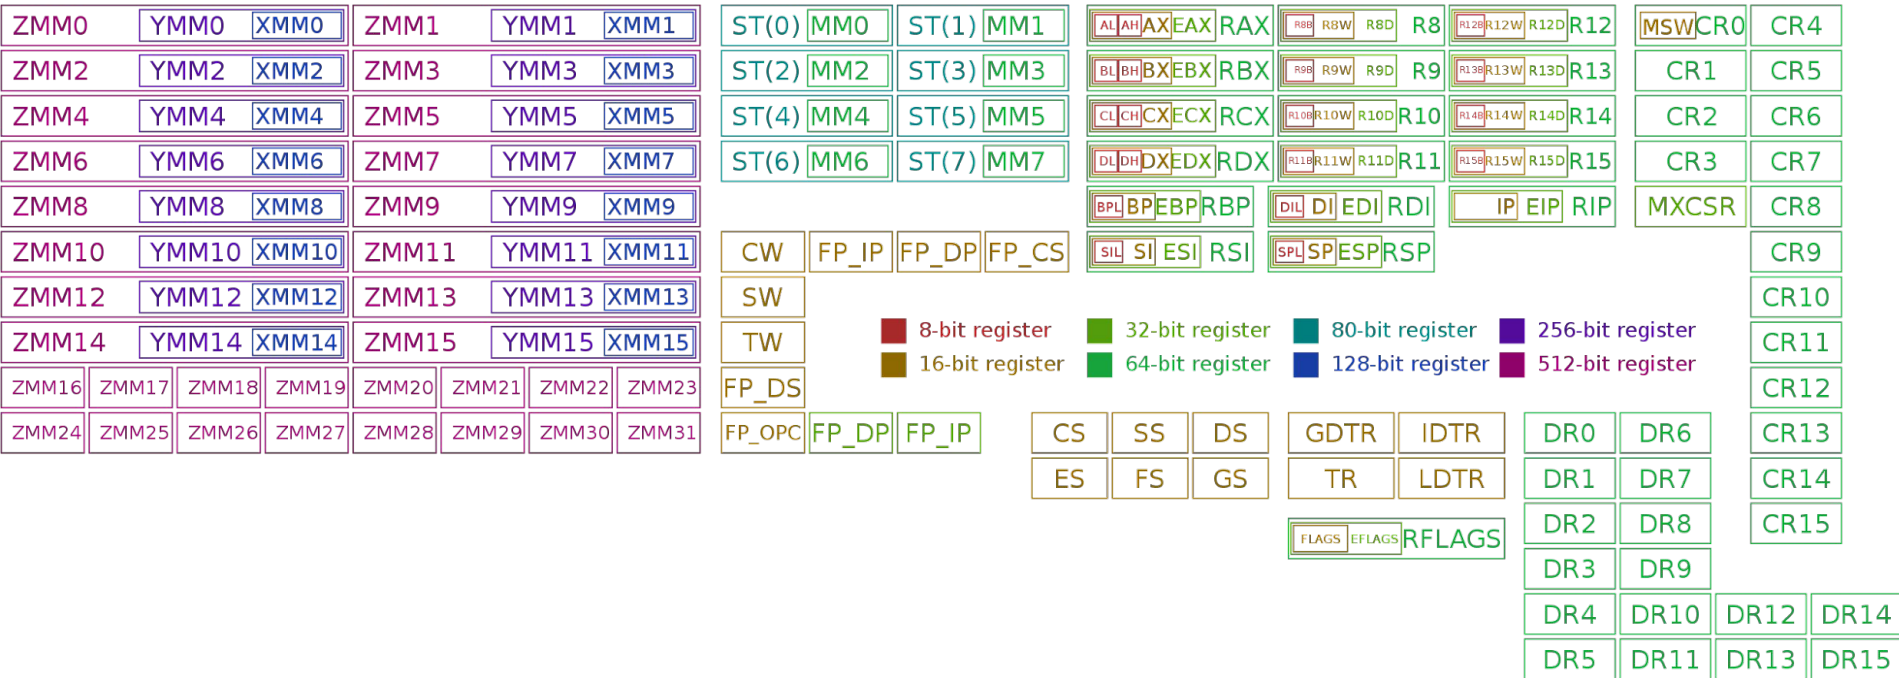 ZMM0 YMM0 XMM0 ZMM1 YMM1 XMM1 ST(0) MM0 ST(1) MM1 AL AH AX EAX RAX R8B R8W R8D R8 R12B R12W R12D R12 MSW CR0 CR4
ZMM2 YMM2 XMM2 ZMM3 YMM3 XMM3 ST(2) MM2 ST(3) MM3 BL BH BX EBX RBX R9B R9W R9D R9 R13B R13W R13D R13 CR1 CR5
ZMM4 YMM4 XMM4 ZMM5 YMM5 XMM5 ST(4) MM4 ST(5) MM5 CL CH CX ECX RCX R10B R10W R10D R10 R14B R14W R14D R14 CR2 CR6
ZMM6 YMM6 XMM6 ZMM7 YMM7 XMM7 ST(6) MM6 ST(7) MM7 DL DH DX EDX RDX R11B R11W R11D R11 R15B R15W R15D R15 CR3 CR7
ZMM8 YMM8 XMM8 ZMM9 YMM9 XMM9 BPL BP EBP RBP DIL DI EDI RDI IP EIP RIP MXCSR CR8
ZMM10 YMM10 XMM10 ZMM11 YMM11 XMM11 CW FP_IP FP_DP FP_CS SIL SI ESI RSI SPL SP ESP RSP CR9
ZMM12 YMM12 XMM12 ZMM13 YMM13 XMM13 SW CR10
8-bit register 32-bit register 80-bit register 256-bit register
ZMM14 YMM14 XMM14 ZMM15 YMM15 XMM15 TW CR11
16-bit register 64-bit register 128-bit register 512-bit register
ZMM16 ZMM17 ZMM18 ZMM19 ZMM20 ZMM21 ZMM22 ZMM23 FP_DS CR12
ZMM24 ZMM25 ZMM26 ZMM27 ZMM28 ZMM29 ZMM30 ZMM31 FP_OPC FP_DP FP_IP CS SS DS GDTR IDTR DR0 DR6 CR13
ES FS GS TR LDTR DR1 DR7 CR14
DR2 DR8 CR15
FLAGS EFLAGS RFLAGS
DR3 DR9
DR4 DR10 DR12 DR14
DR5 DR11 DR13 DR15